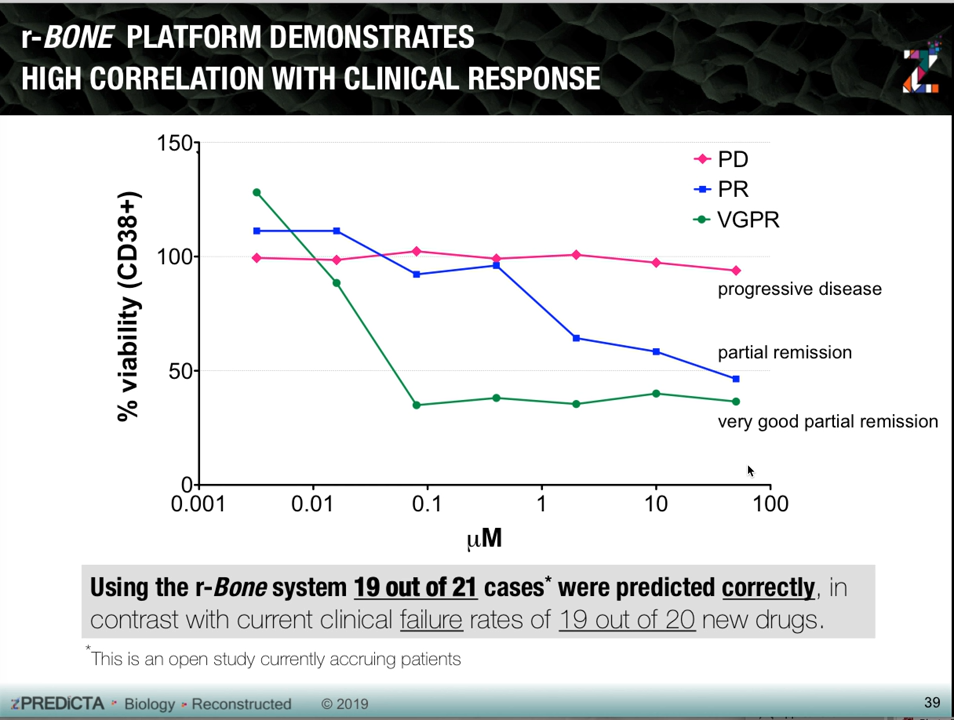 r-BONE PLATFORM DEMONSTRATES
HIGH CORRELATION WITH CLINICAL RESPONSE
150
100
50
0
% viability (CD38+)
PD
PR
VGPR
progressive disease
partial remission
very good partial remission
0.001 0.01 0.1 1 10 100
μM
Using the r-Bone system 19 out of 21 cases* were predicted correctly, in
contrast with current clinical failure rates of 19 out of 20 new drugs.
*This is an open study currently accruing patients
zPREDiCTA Biology Reconstructed © 2019
39